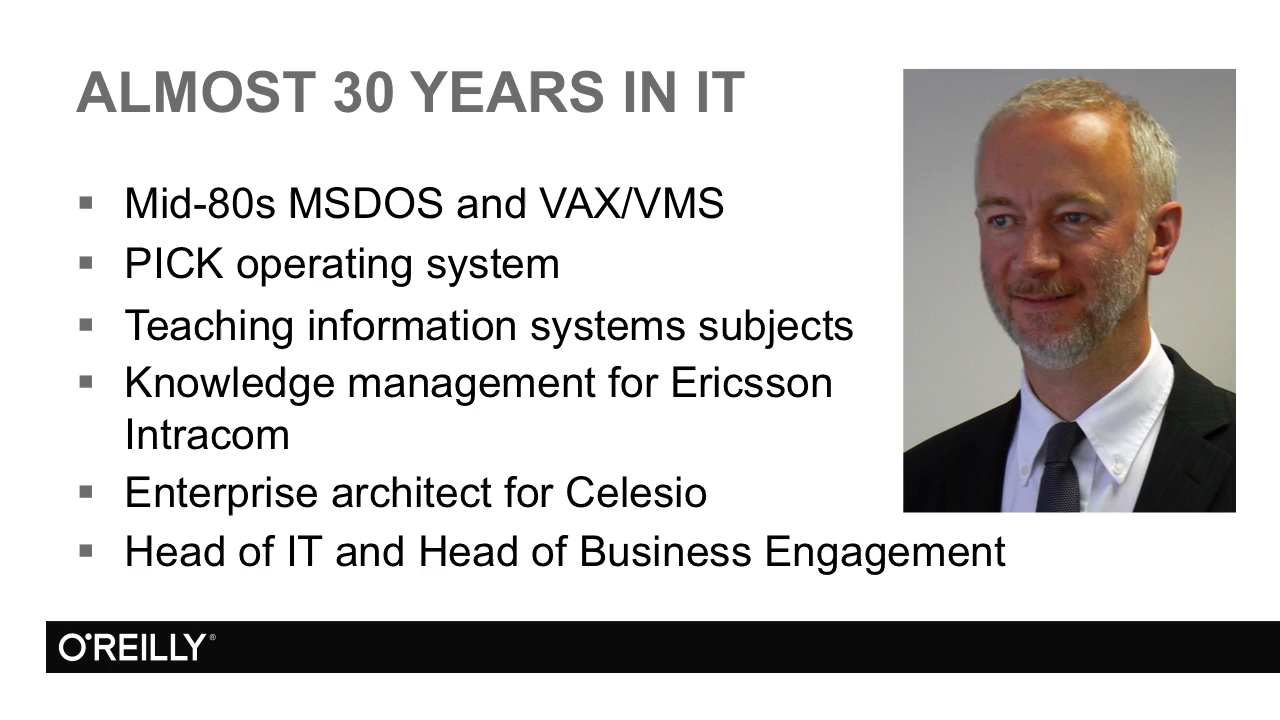 ALMOST 30 YEARS IN IT
▪ Mid-80s MSDOS and VAX/VMS
▪ PICK operating system
▪ Teaching information systems subjects
▪ Knowledge management for Ericsson
Intracom
▪ Enterprise architect for Celesio
▪ Head of IT and Head of Business Engagement
O'REILLY®